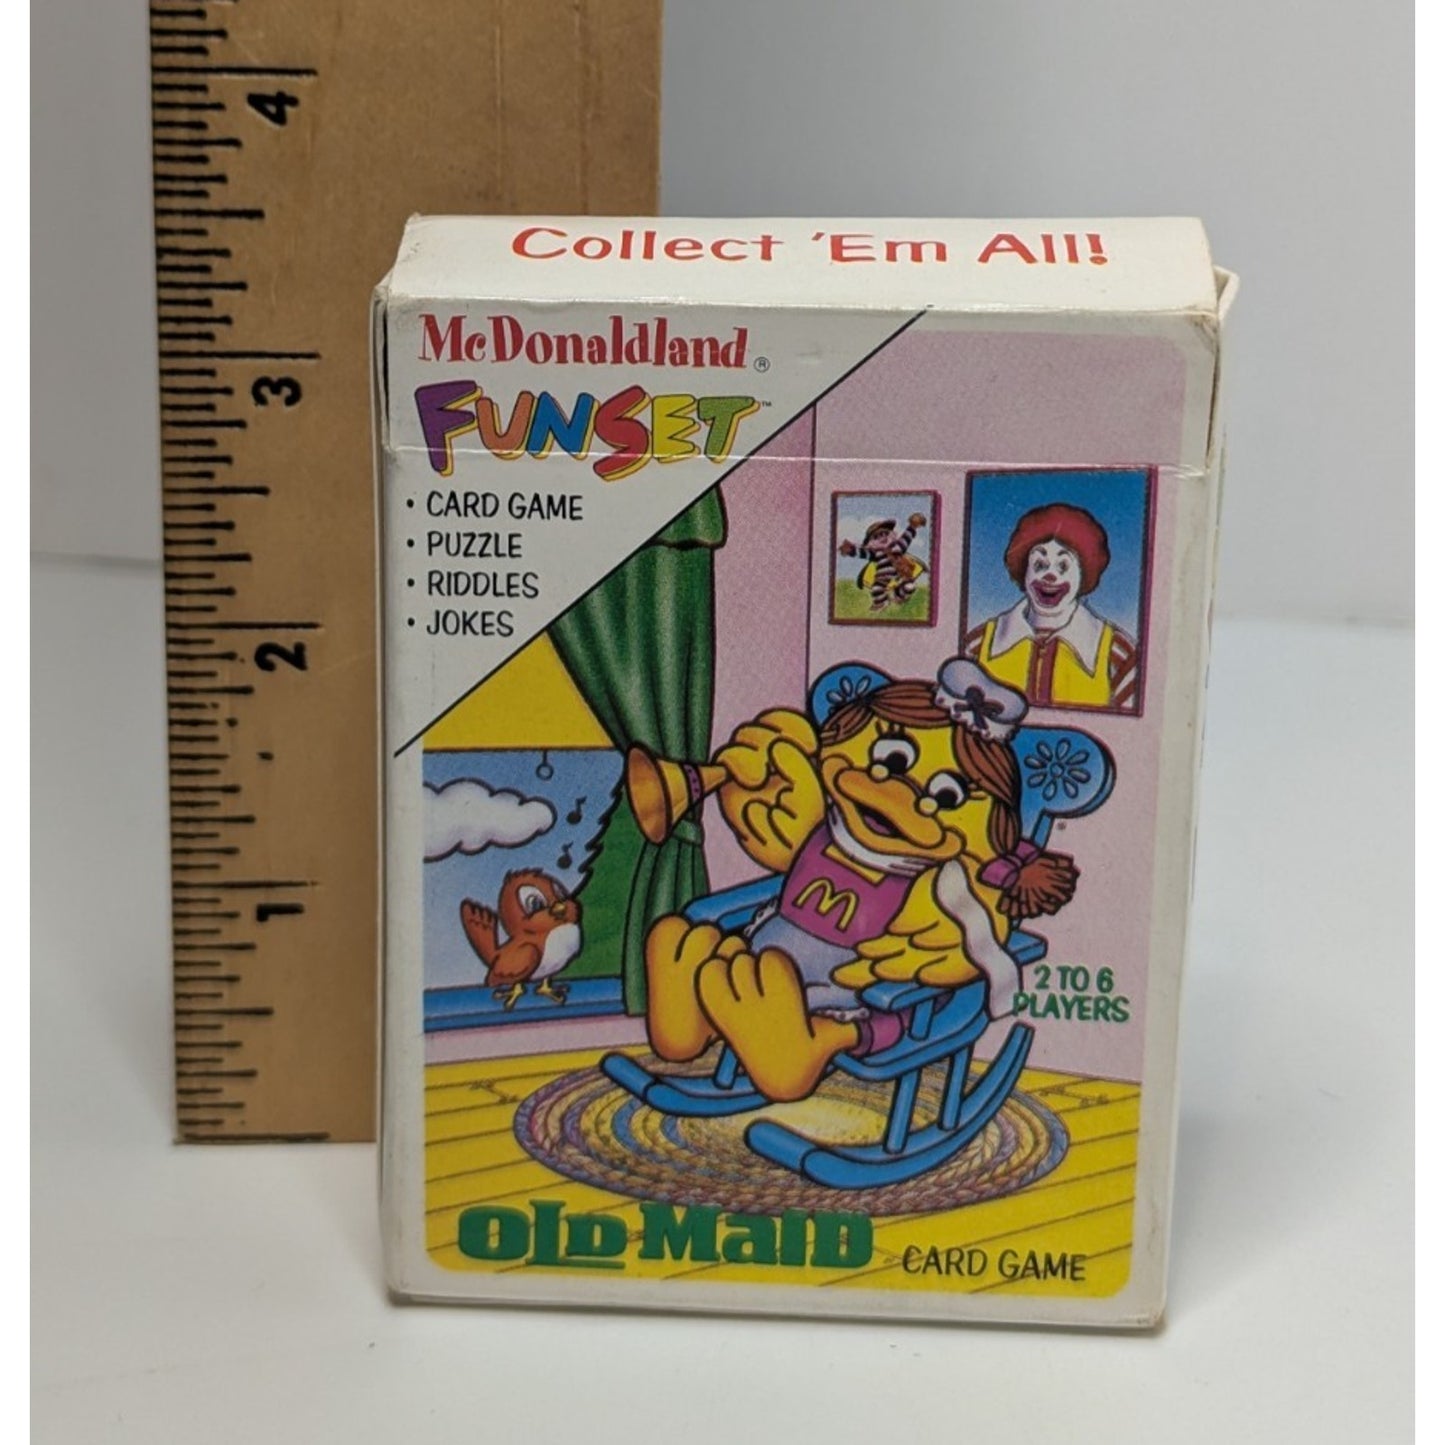 4
3
2
1
Collect 'Em All!
McDonaldland ®
FUNSET ™
• CARD GAME
• PUZZLE
• RIDDLES
• JOKES
M
2 TO 6
PLAYERS
OLD MaID CARD GAME